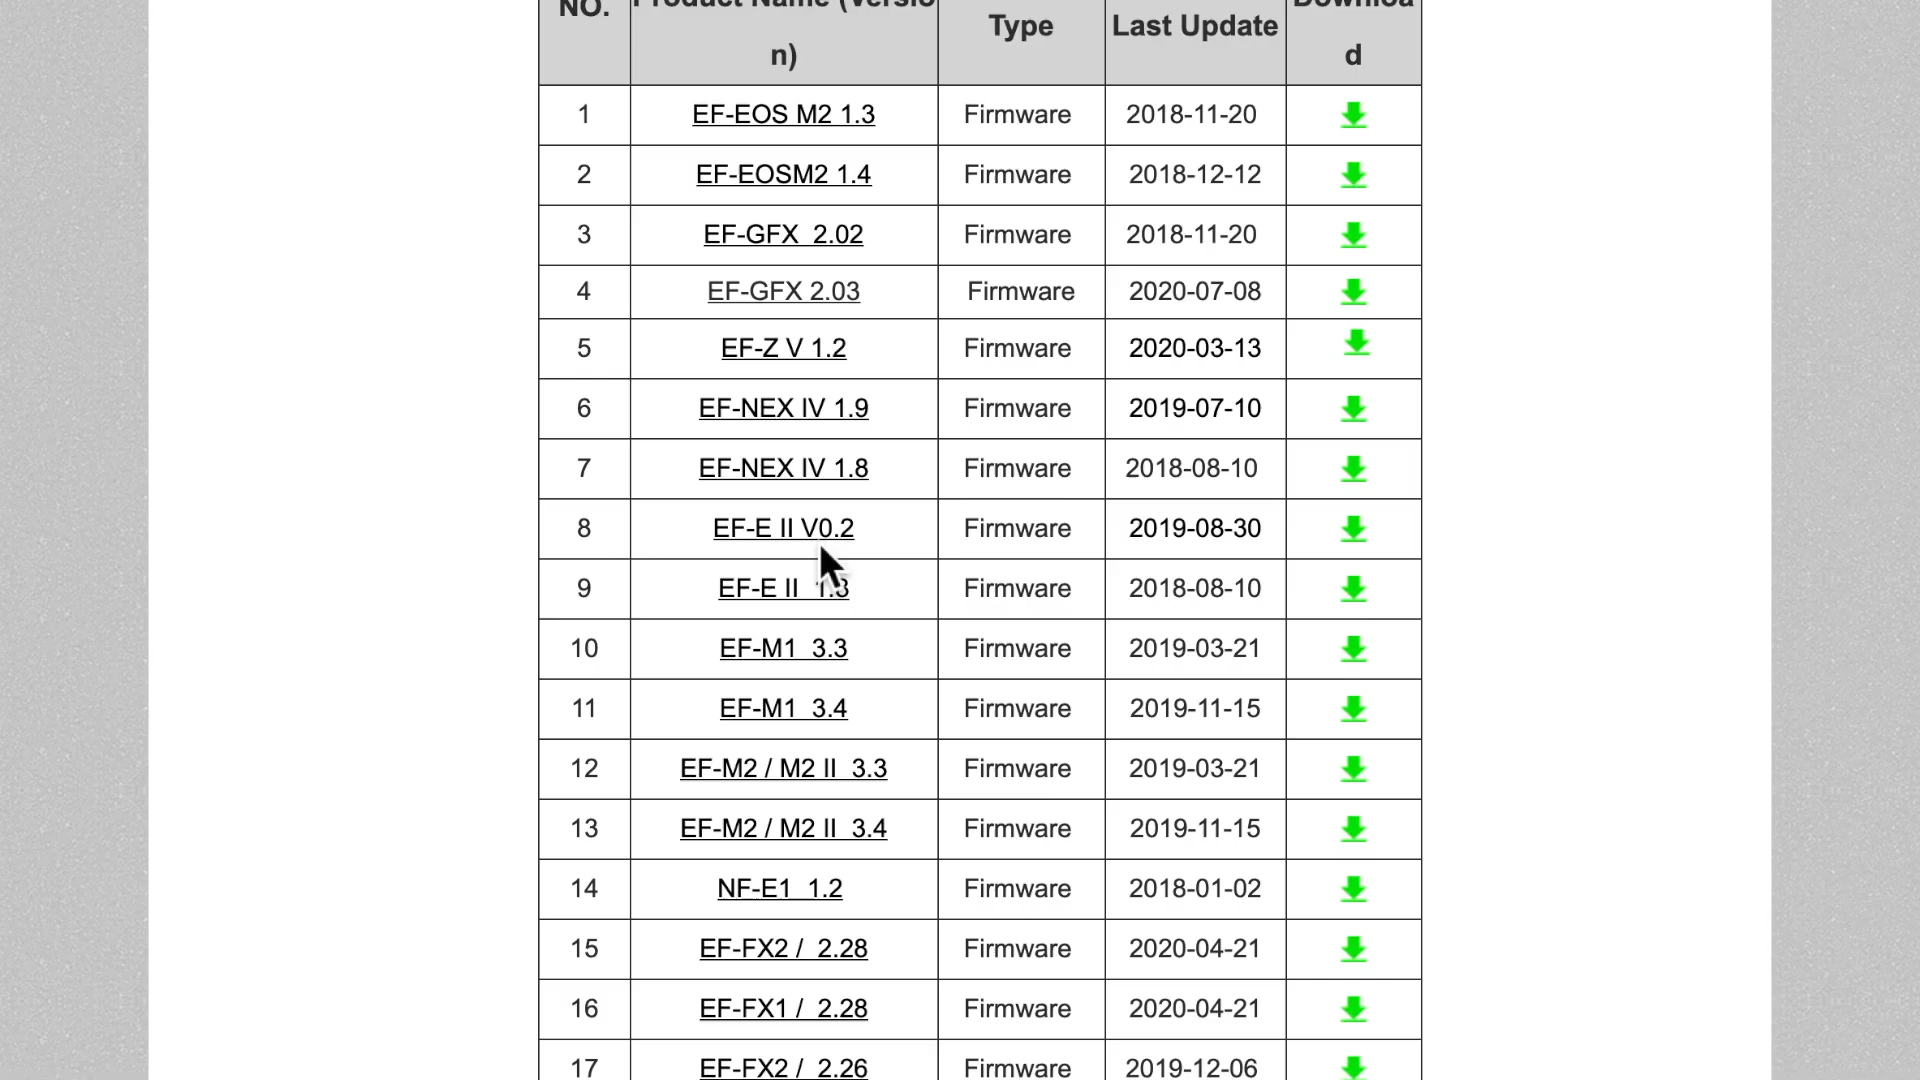 NO.
Product Name (Versio
n)
Type
Last Update
Downloa
d
1 EF-EOS M2 1.3 Firmware 2018-11-20
2 EF-EOSM2 1.4 Firmware 2018-12-12
3 EF-GFX 2.02 Firmware 2018-11-20
4 EF-GFX 2.03 Firmware 2020-07-08
5 EF-Z V 1.2 Firmware 2020-03-13
6 EF-NEX IV 1.9 Firmware 2019-07-10
7 EF-NEX IV 1.8 Firmware 2018-08-10
8 EF-E II V0.2 Firmware 2019-08-30
9 EF-E II Firmware 2018-08-10
10 EF-M1 3.3 Firmware 2019-03-21
11 EF-M1 3.4 Firmware 2019-11-15
12 EF-M2 / M2 II 3.3 Firmware 2019-03-21
13 EF-M2 / M2 II 3.4 Firmware 2019-11-15
14 NF-E1 1.2 Firmware 2018-01-02
15 EF-FX2 / 2.28 Firmware 2020-04-21
16 EF-FX1 / 2.28 Firmware 2020-04-21
17 EF-FX2 / 2.26 Firmware 2019-12-06